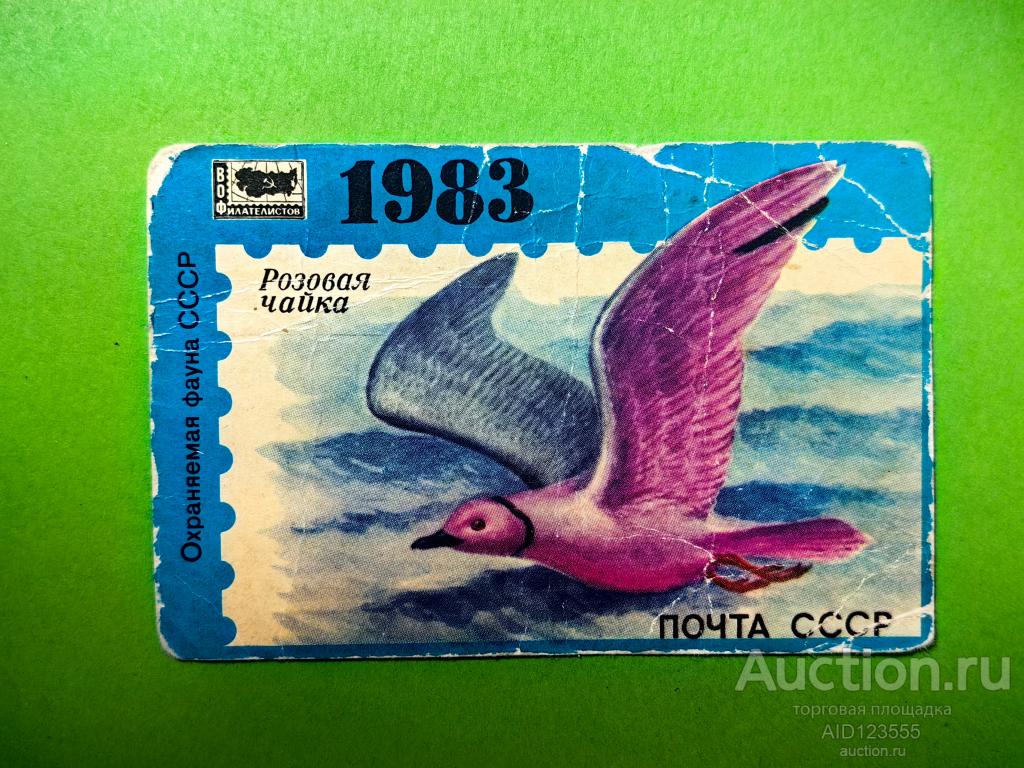 ВОФ
ФИЛАТЕЛИСТОВ
1983
Розовая
чайка
Охраняемая фауна СССР
ПОЧТА СССР
Auction.ru
торговая площадка
AID123555
auction.ru